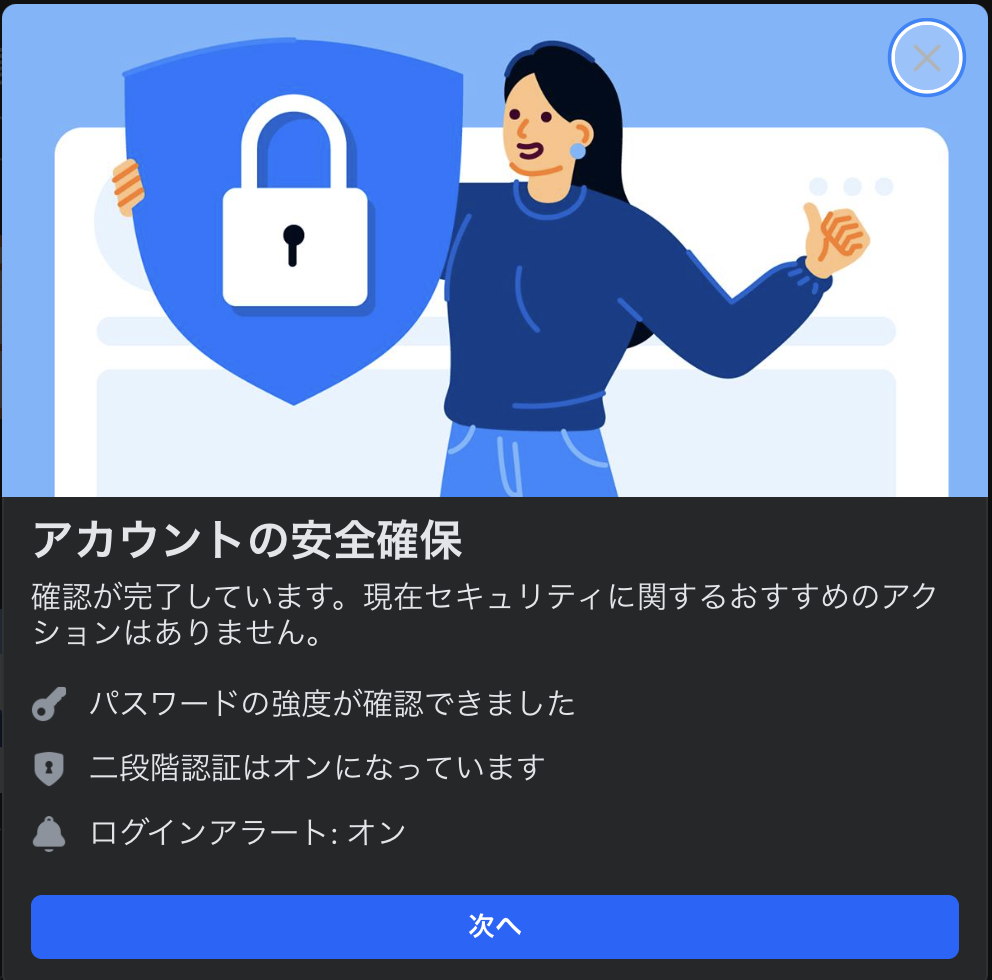 アカウントの安全確保
確認が完了しています。現在セキュリティに関するおすすめのアク
ションはありません。
パスワードの強度が確認できました
二段階認証はオンになっています
ログインアラート: オン
次へ